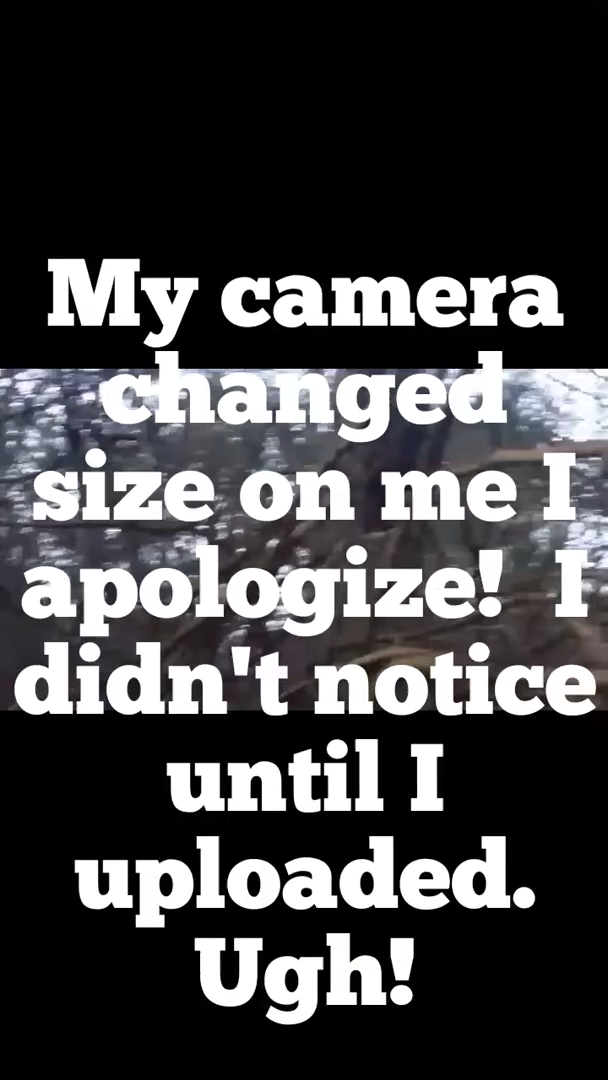 My camera
changed
size on me I
apologize!  I
didn't notice
until I
uploaded.
Ugh!